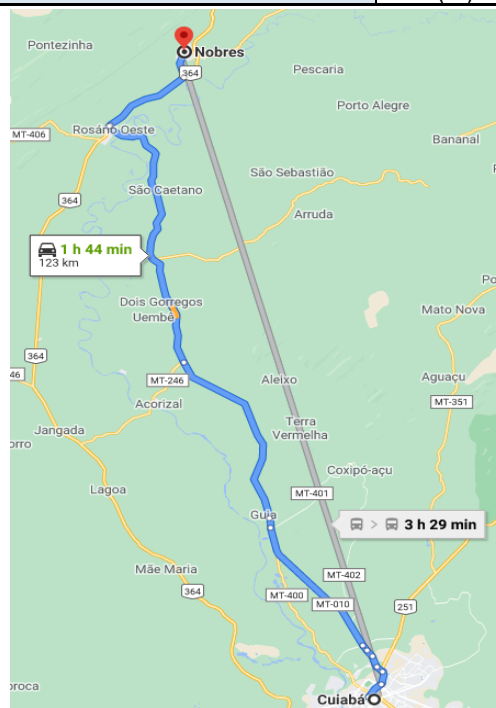 Pontezinha
Nobres
364
Pescaria
Porto Alegre
MT-406
Rosário Oeste
Bananal
São Sebastião
São Caetano
364
Arruda
1 h 44 min
123 km
Dois Gorregos
Uembé
Mato Nova
364
46
MT-246
Aleixo
Aguaçu
Acorizal
MT-351
Jangada
orro
Terra
Vermelha
Coxipó-açu
Lagoa
MT-401
Guia
3 h 29 min
Mãe Maria
MT-402
364
MT-400
MT-010
251
oroca
Cuiabá